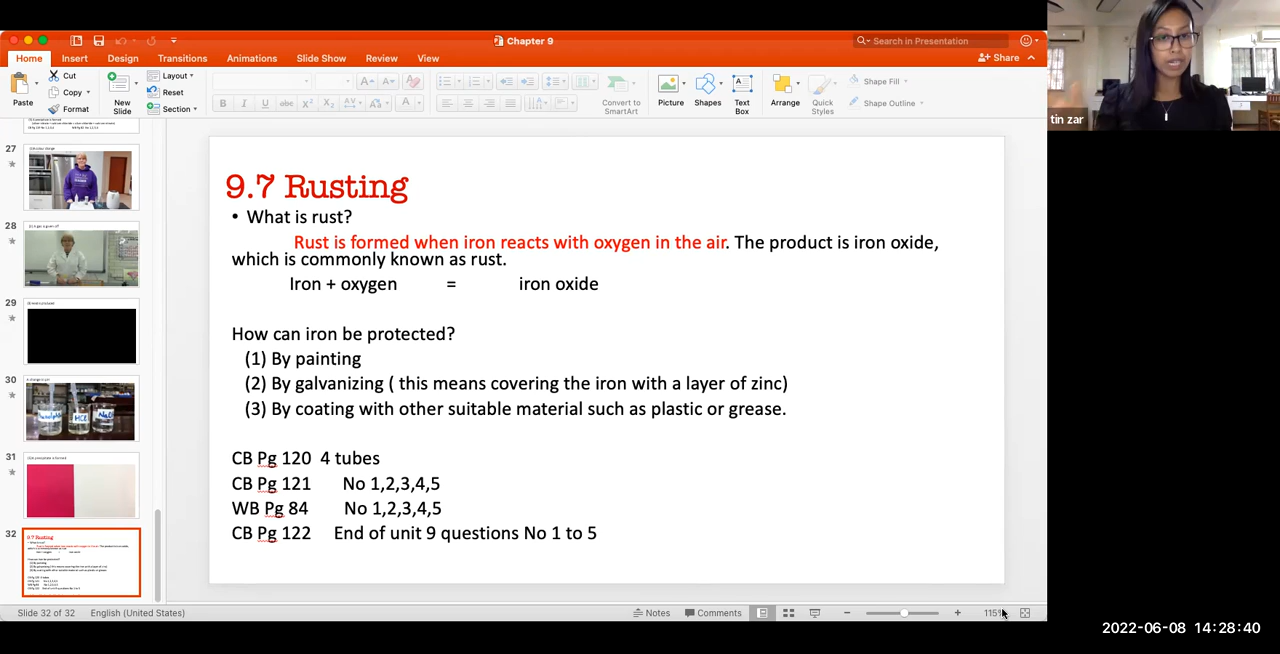 Chapter 9
Search in Presentation
Home Insert Design Transitions Animations Slide Show Review View
Share
Paste
Cut
Copy
Format
New Slide
Layout
Reset
Section
Convert to SmartArt
Picture
Shapes
Text Box
Arrange
Quick Styles
Shape Fill
Shape Outline
tin zar
27
28
29
30
31
32
9.7 Rusting
• What is rust?
Rust is formed when iron reacts with oxygen in the air. The product is iron oxide,
which is commonly known as rust.
Iron + oxygen = iron oxide
How can iron be protected?
(1) By painting
(2) By galvanizing ( this means covering the iron with a layer of zinc)
(3) By coating with other suitable material such as plastic or grease.
CB Pg 120 4 tubes
CB Pg 121 No 1,2,3,4,5
WB Pg 84 No 1,2,3,4,5
CB Pg 122 End of unit 9 questions No 1 to 5
Slide 32 of 32 English (United States)
Notes Comments 115%
2022-06-08 14:28:40